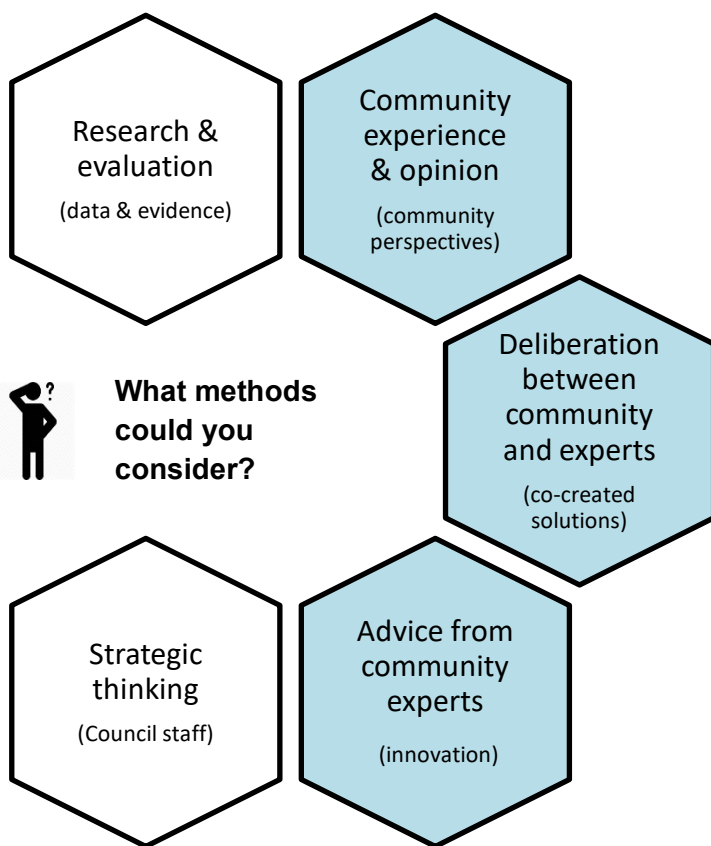 Research &
evaluation
(data & evidence)
Community
experience
& opinion
(community
perspectives)
Deliberation
between
community
and experts
(co-created
solutions)
?
What methods
could you
consider?
Strategic
thinking
(Council staff)
Advice from
community
experts
(innovation)